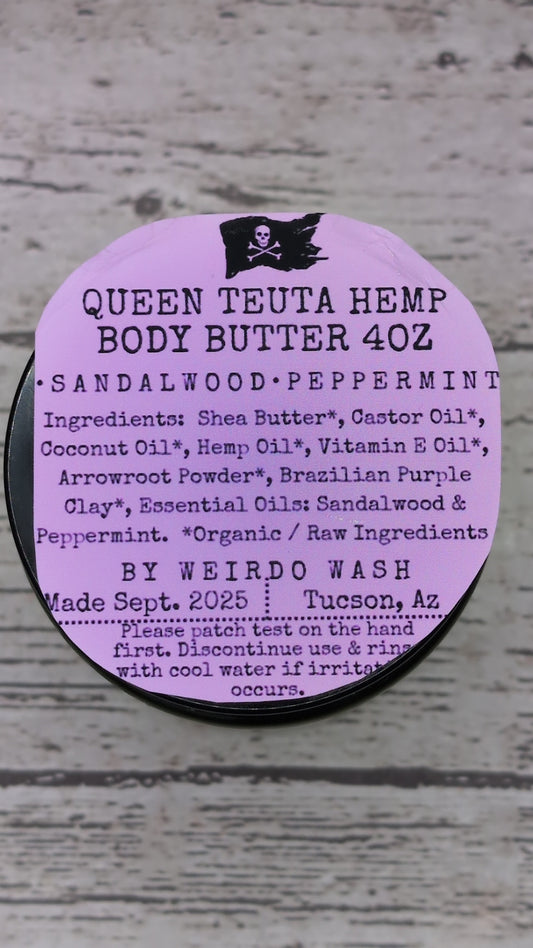 QUEEN TEUTA HEMP
BODY BUTTER 4OZ
•SANDALWOOD•PEPPERMINT
Ingredients: Shea Butter*, Castor Oil*,
Coconut Oil*, Hemp Oil*, Vitamin E Oil*,
Arrowroot Powder*, Brazilian Purple
Clay*, Essential Oils: Sandalwood &
Peppermint. *Organic / Raw Ingredients
BY WEIRDO WASH
Made Sept. 2025 Tucson, Az
Please patch test on the hand
first. Discontinue use &
with cool water if
occurs.